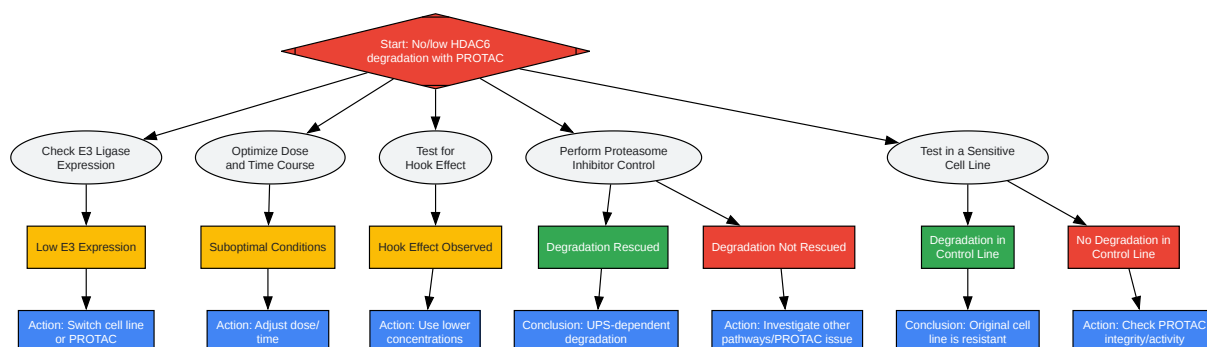 Start: No/low HDAC6
degradation with PROTAC
Check E3 Ligase
Expression
Optimize Dose
and Time Course
Test for
Hook Effect
Perform Proteasome
Inhibitor Control
Test in a Sensitive
Cell Line
Low E3 Expression
Suboptimal Conditions
Hook Effect Observed
Degradation Rescued
Degradation Not Rescued
Degradation in
Control Line
No Degradation in
Control Line
Action: Switch cell line
or PROTAC
Action: Adjust dose/
time
Action: Use lower
concentrations
Conclusion: UPS-dependent
degradation
Action: Investigate other
pathways/PROTAC issue
Conclusion: Original cell
line is resistant
Action: Check PROTAC
integrity/activity